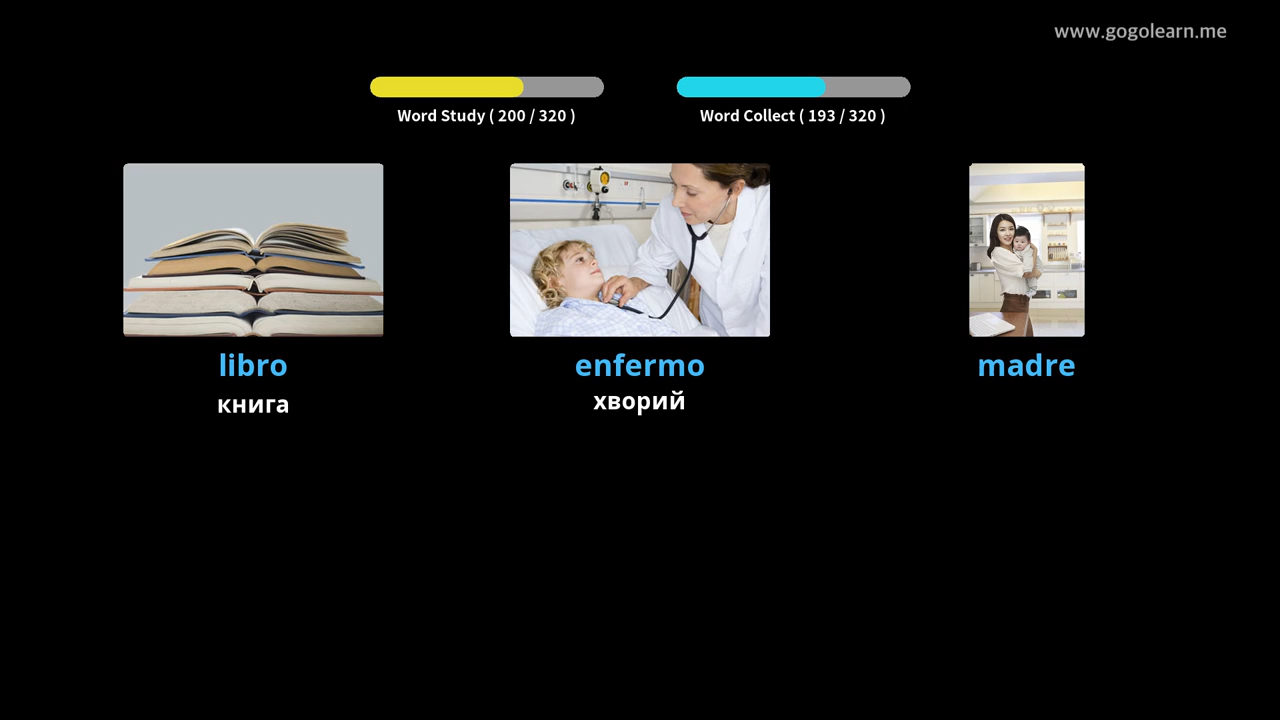 www.gogolearn.me
Word Study ( 200 / 320 )
Word Collect ( 193 / 320 )
libro
книга
enfermo
хворий
madre